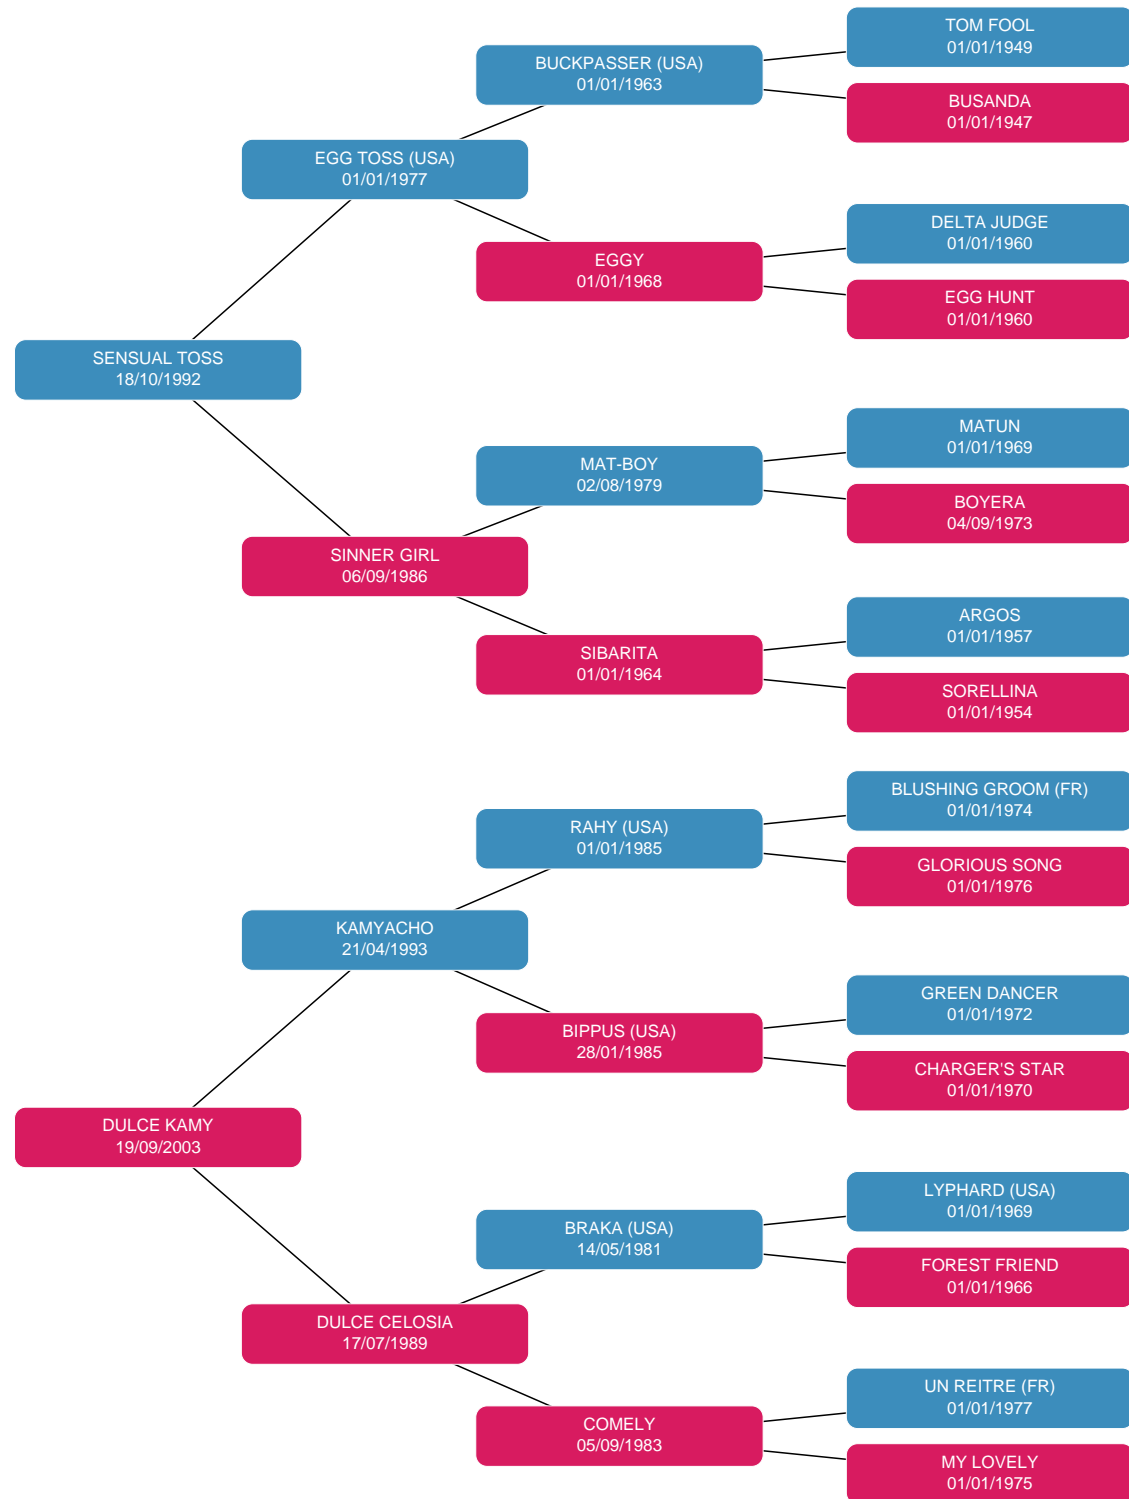 TOM FOOL
01/01/1949
BUCKPASSER (USA)
01/01/1963
BUSANDA
01/01/1947
EGG TOSS (USA)
01/01/1977
DELTA JUDGE
01/01/1960
EGGY
01/01/1968
EGG HUNT
01/01/1960
SENSUAL TOSS
18/10/1992
MATUN
01/01/1969
MAT-BOY
02/08/1979
BOYERA
04/09/1973
SINNER GIRL
06/09/1986
ARGOS
01/01/1957
SIBARITA
01/01/1964
SORELLINA
01/01/1954
BLUSHING GROOM (FR)
01/01/1974
RAHY (USA)
01/01/1985
GLORIOUS SONG
01/01/1976
KAMYACHO
21/04/1993
GREEN DANCER
01/01/1972
BIPPUS (USA)
28/01/1985
CHARGER'S STAR
01/01/1970
DULCE KAMY
19/09/2003
LYPHARD (USA)
01/01/1969
BRAKA (USA)
14/05/1981
FOREST FRIEND
01/01/1966
DULCE CELOSIA
17/07/1989
UN REITRE (FR)
01/01/1977
COMELY
05/09/1983
MY LOVELY
01/01/1975